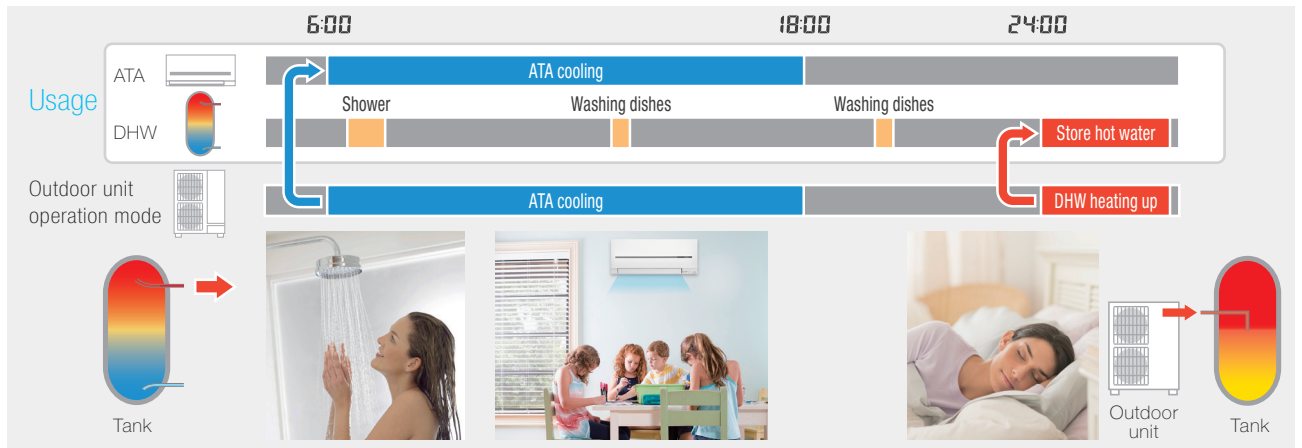 6:00
18:00
24:00
Usage
ATA
ATA cooling
Shower
Washing dishes
Washing dishes
DHW
Store hot water
Outdoor unit
operation mode
ATA cooling
DHW heating up
Tank
Outdoor
unit
Tank